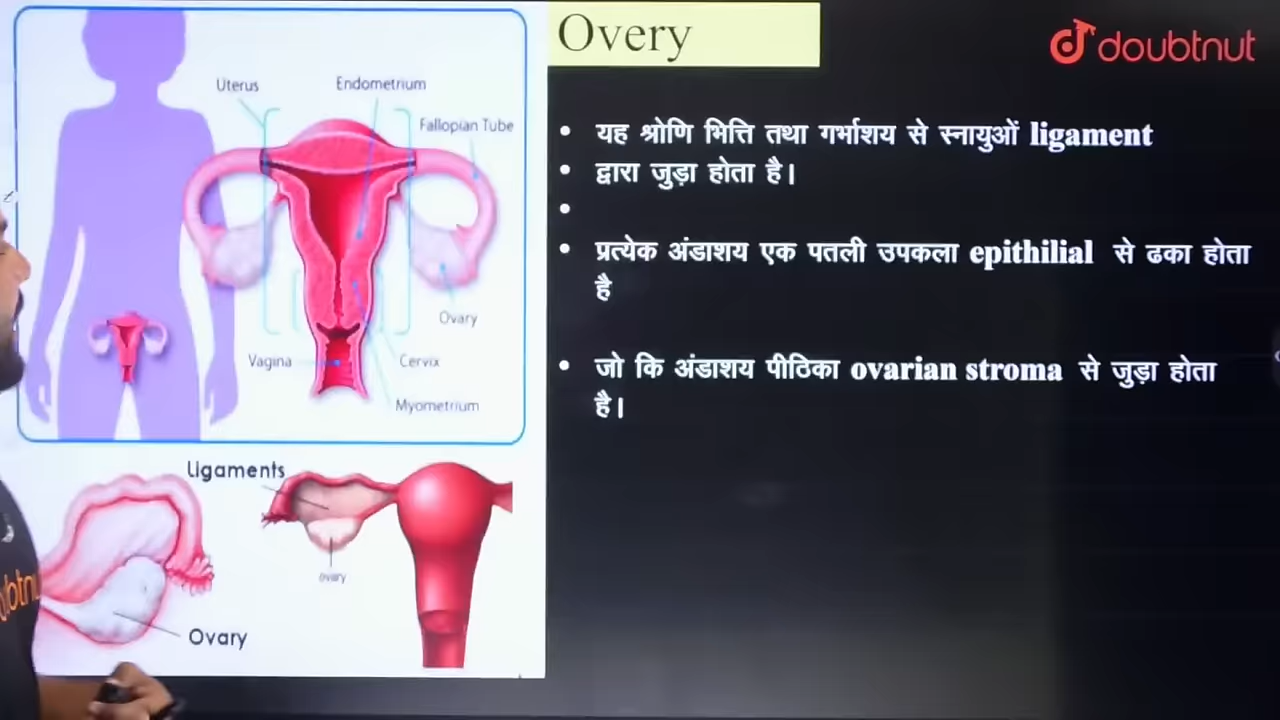 Overy
doubtnut
Uterus
Endometrium
Fallopian Tube
Ovary
Vagina
Cervix
Myometrium
Ligaments
ovary
Ovary
• यह श्रोणि भित्ति तथा गर्भाशय से स्नायुओं ligament
• द्वारा जुड़ा होता है।
•
• प्रत्येक अंडाशय एक पतली उपकला epithilial से ढका होता
है
• जो कि अंडाशय पीठिका ovarian stroma से जुड़ा होता
है।